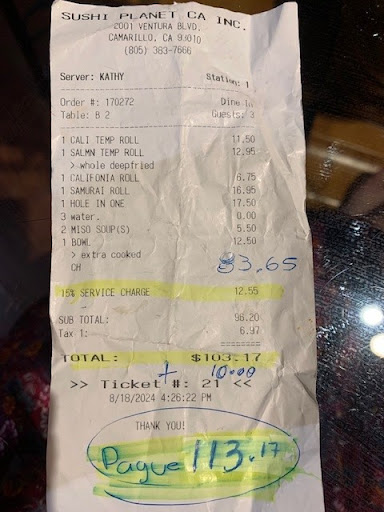 SUSHI PLANET CA INC.
2001 VENTURA BLVD.
CAMARILLO, CA 93010
(805) 383-7666
Server: KATHY Station: 1
Order #: 170272 Dine In
Table: B 2 Guests: 3
1 CALI TEMP ROLL 11.50
1 SALMN TEMP ROLL 12.95
> whole deepfried
1 CALIFONIA ROLL 6.75
1 SAMURAI ROLL 16.95
1 HOLE IN ONE 17.50
3 water. 0.00
2 MISO SOUP(S) 5.50
1 BOWL 12.50
> extra cooked
CH 83.65
15% SERVICE CHARGE 12.55
SUB TOTAL: 96.20
Tax 1: 6.97
TOTAL: $103.17
+ 10.00
>> Ticket #: 21 <<
8/18/2024 4:26:22 PM
THANK YOU!
Pague 113.17